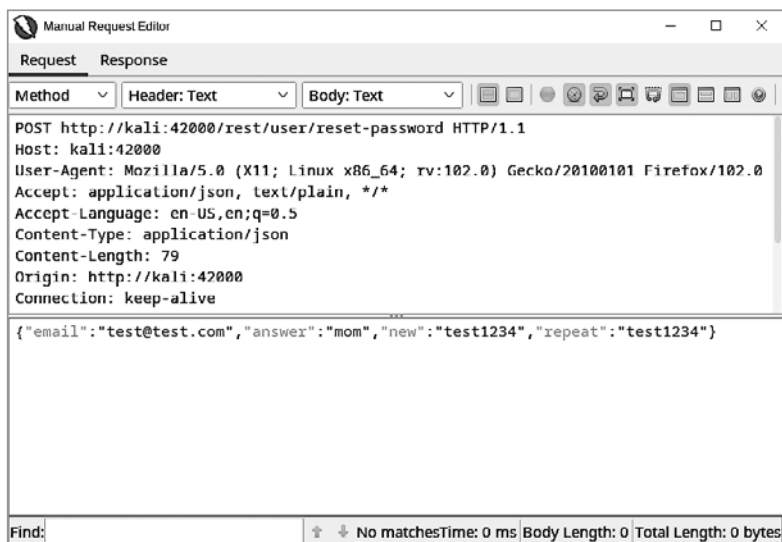 Manual Request Editor
Request Response
Method Header: Text Body: Text
POST http://kali:42000/rest/user/reset-password HTTP/1.1
Host: kali:42000
User-Agent: Mozilla/5.0 (X11; Linux x86_64; rv:102.0) Gecko/20100101 Firefox/102.0
Accept: application/json, text/plain, */*
Accept-Language: en-US,en;q=0.5
Content-Type: application/json
Content-Length: 79
Origin: http://kali:42000
Connection: keep-alive
{"email":"test@test.com","answer":"mom","new":"test1234","repeat":"test1234"}
Find: No matches Time: 0 ms Body Length: 0 Total Length: 0 bytes